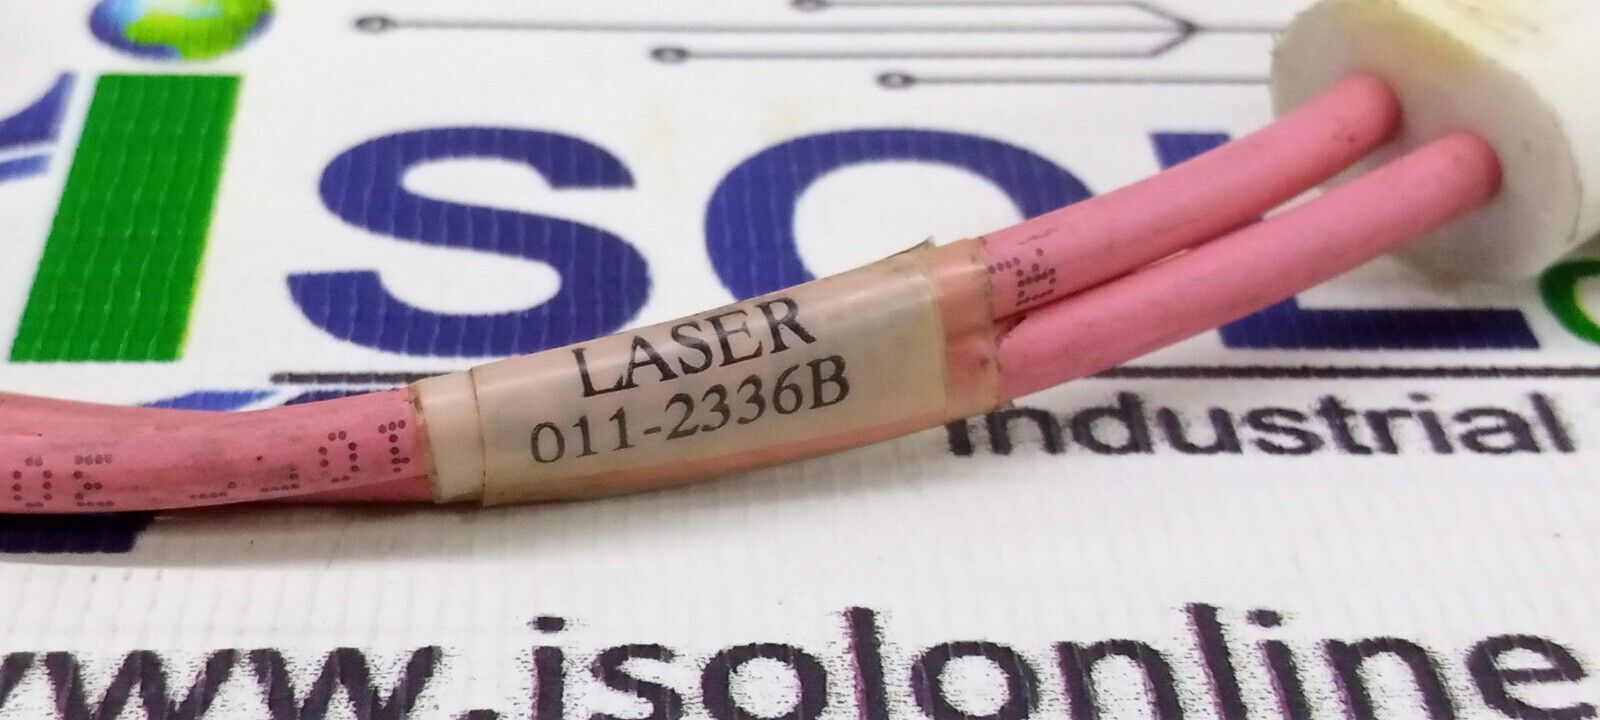 iSOL
LASER
011-2336B
industrial
www.isolonline